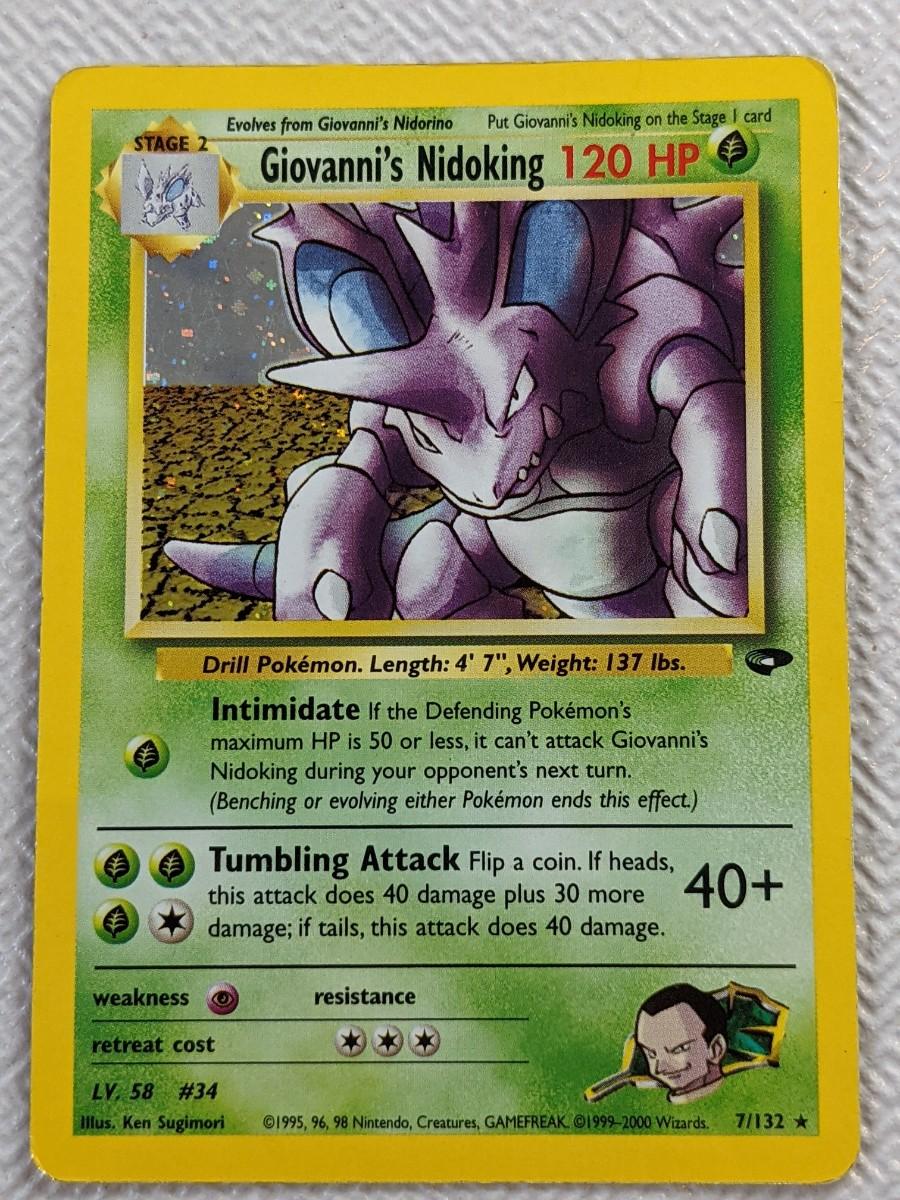 Evolves from Giovanni's Nidorino Put Giovanni's Nidoking on the Stage 1 card
STAGE 2
Giovanni's Nidoking 120 HP
Drill Pokémon. Length: 4' 7", Weight: 137 lbs.
Intimidate If the Defending Pokémon's
maximum HP is 50 or less, it can't attack Giovanni's
Nidoking during your opponent's next turn.
(Benching or evolving either Pokémon ends this effect.)
Tumbling Attack Flip a coin. If heads,
this attack does 40 damage plus 30 more
damage; if tails, this attack does 40 damage.
40+
weakness resistance
retreat cost
LV. 58 #34
Illus. Ken Sugimori ©1995, 96, 98 Nintendo, Creatures, GAMEFREAK. ©1999–2000 Wizards. 7/132 ★